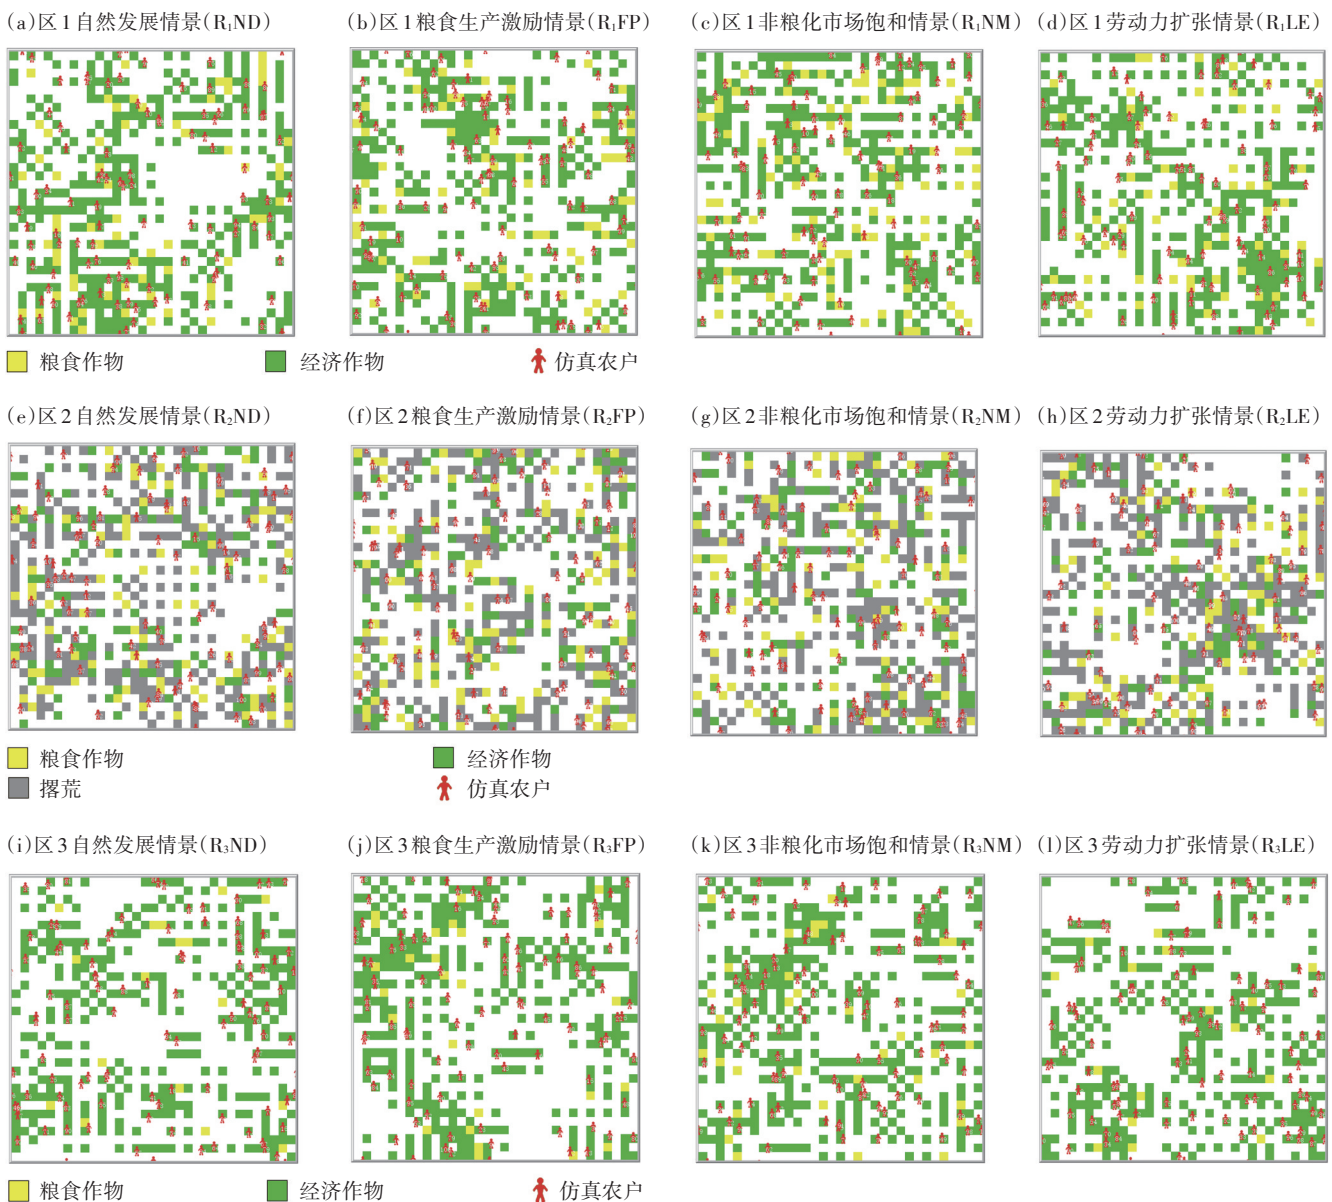 (a)区1自然发展情景(R₁ND)
(b)区1粮食生产激励情景(R₁FP)
(c)区1非粮化市场饱和情景(R₁NM)
(d)区1劳动力扩张情景(R₁LE)
粮食作物
经济作物
仿真农户
(e)区2自然发展情景(R₂ND)
(f)区2粮食生产激励情景(R₂FP)
(g)区2非粮化市场饱和情景(R₂NM)
(h)区2劳动力扩张情景(R₂LE)
粮食作物
经济作物
撂荒
仿真农户
(i)区3自然发展情景(R₃ND)
(j)区3粮食生产激励情景(R₃FP)
(k)区3非粮化市场饱和情景(R₃NM)
(l)区3劳动力扩张情景(R₃LE)
粮食作物
经济作物
仿真农户